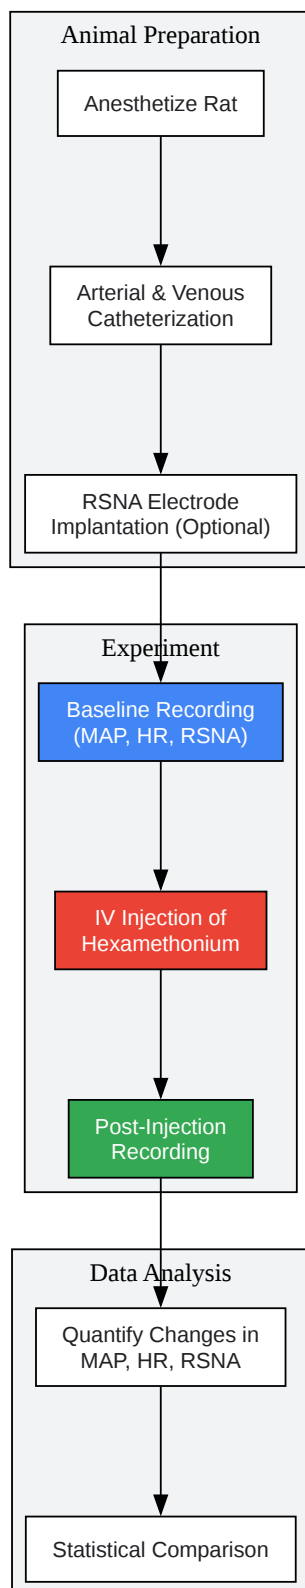 Animal Preparation
Anesthetize Rat
Arterial & Venous
Catheterization
RSNA Electrode
Implantation (Optional)
Experiment
Baseline Recording
(MAP, HR, RSNA)
IV Injection of
Hexamethonium
Post-Injection
Recording
Data Analysis
Quantify Changes in
MAP, HR, RSNA
Statistical Comparison